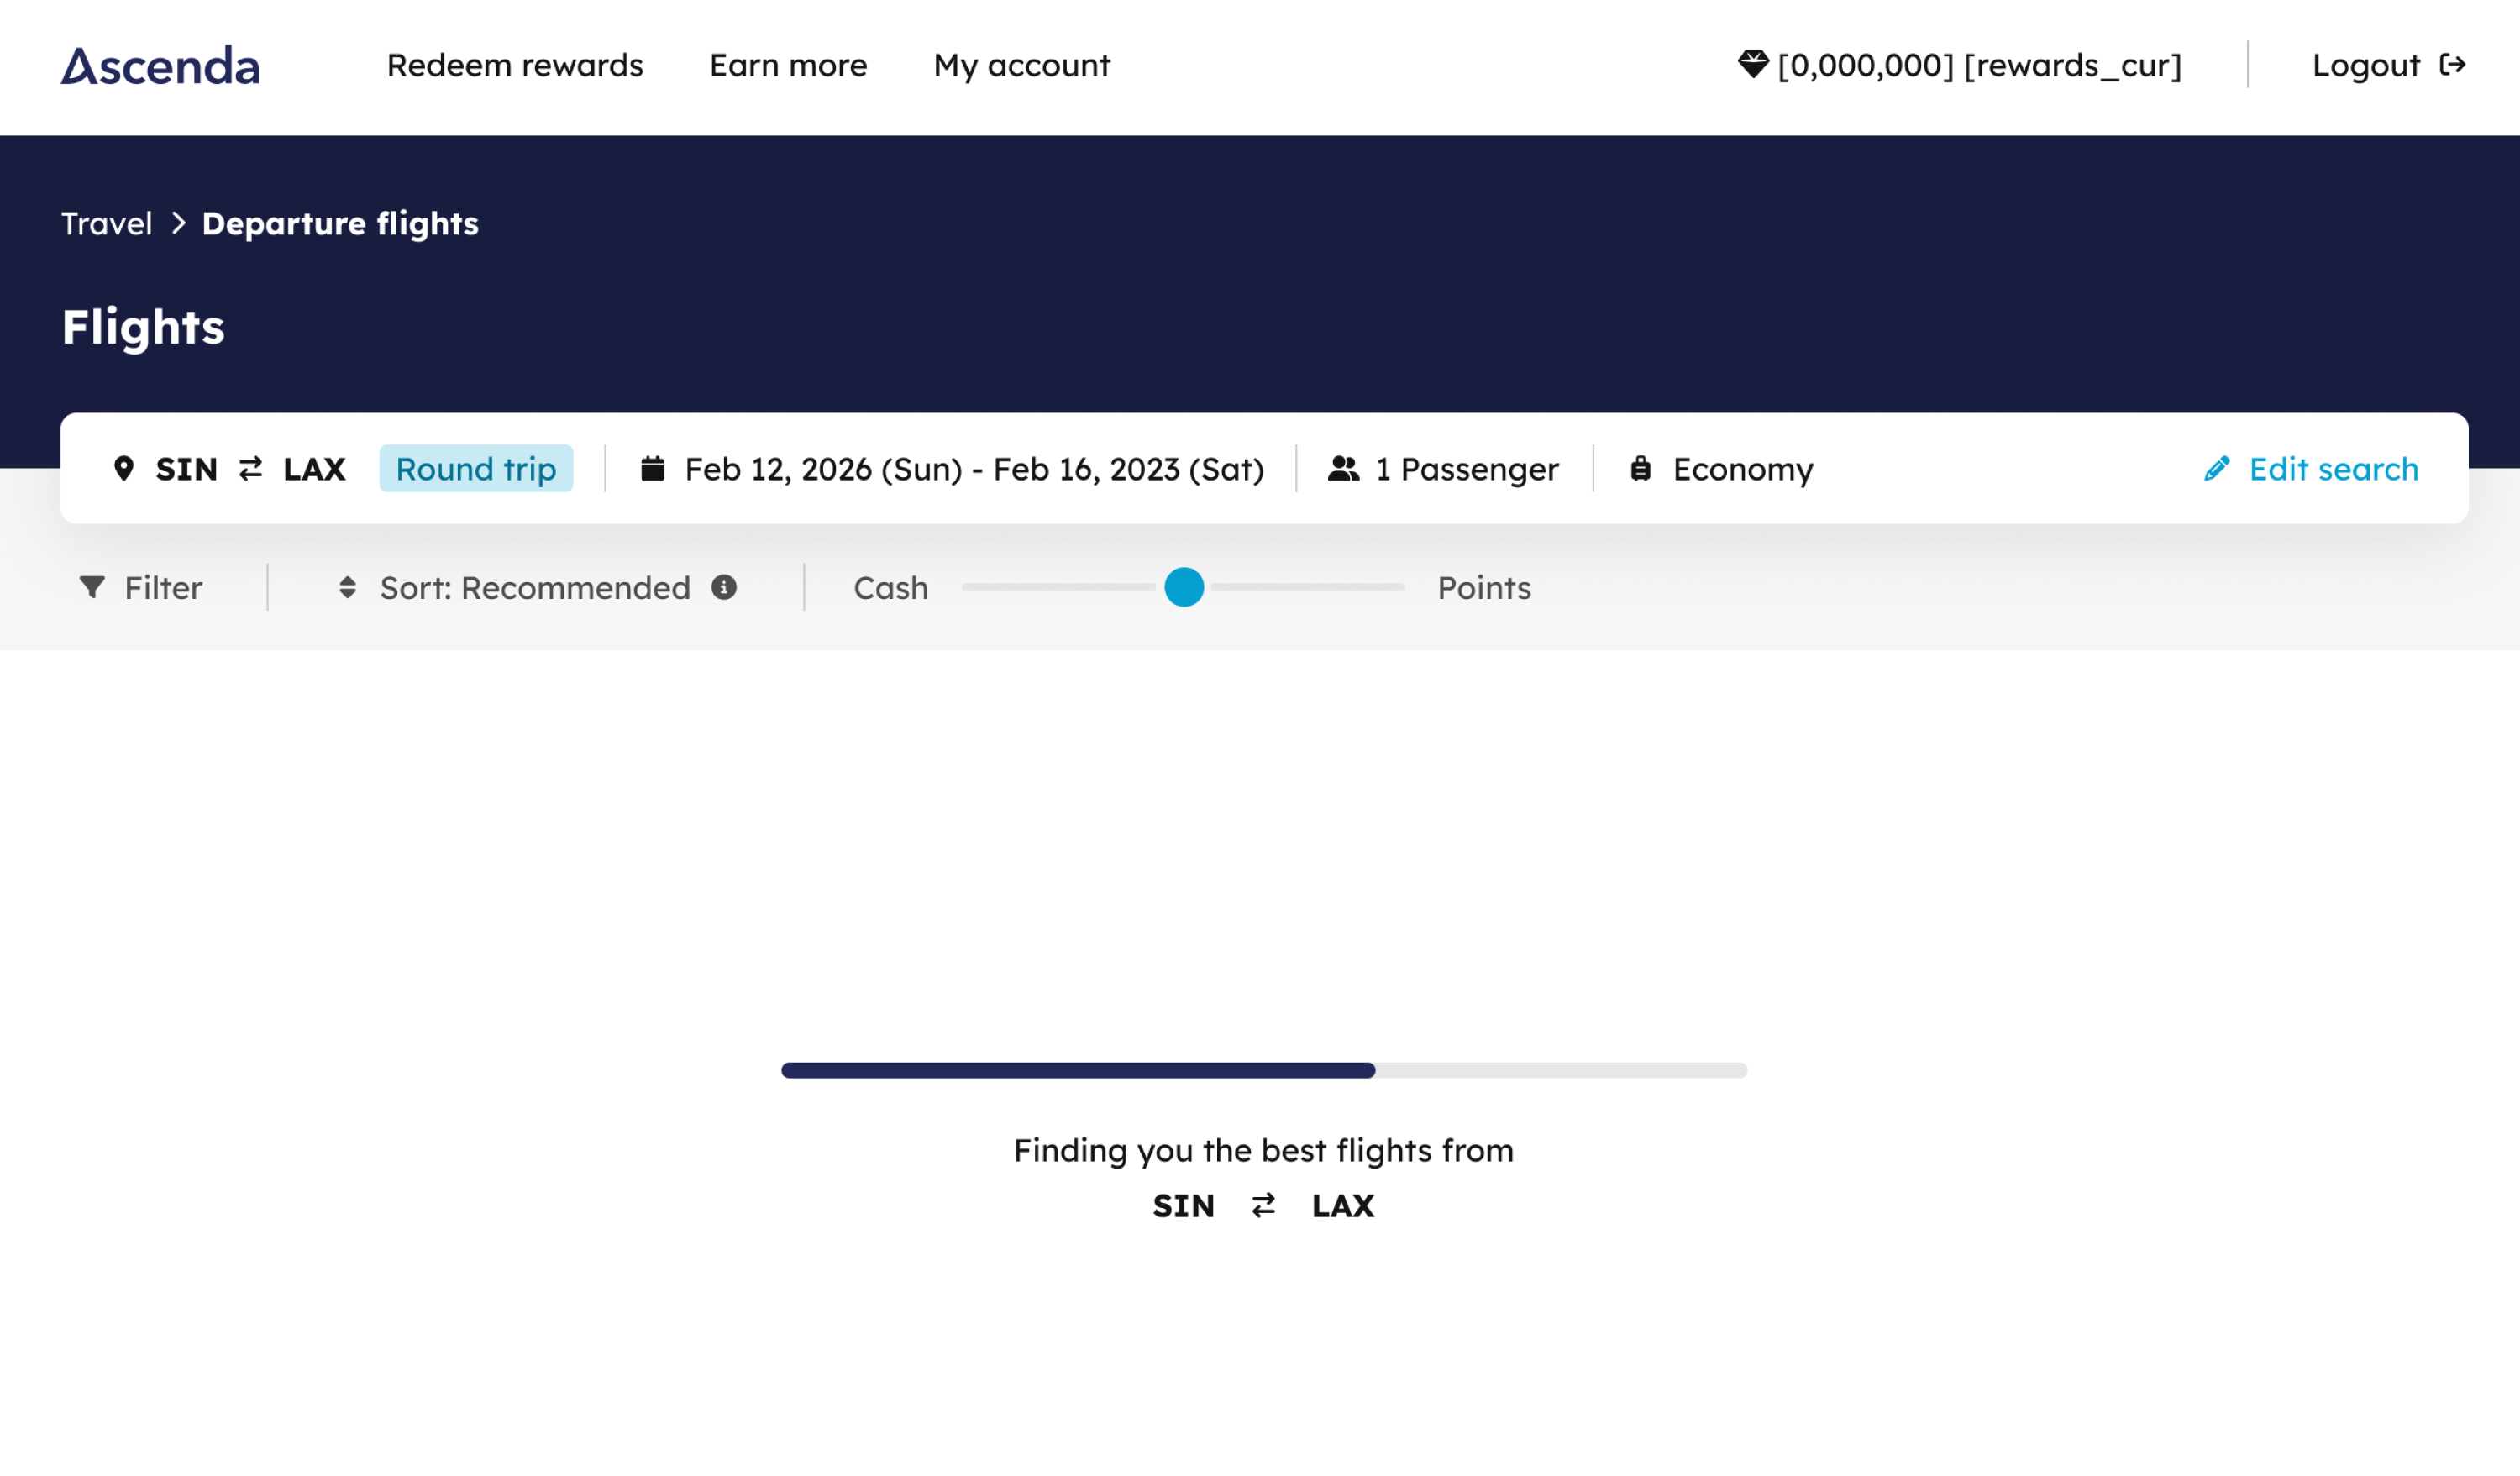 Ascenda Redeem rewards Earn more My account [0,000,000] [rewards_cur] Logout
Travel > Departure flights
Flights
SIN ⇄ LAX Round trip Feb 12, 2026 (Sun) - Feb 16, 2023 (Sat) 1 Passenger Economy Edit search
Filter Sort: Recommended Cash Points
Finding you the best flights from
SIN ⇄ LAX